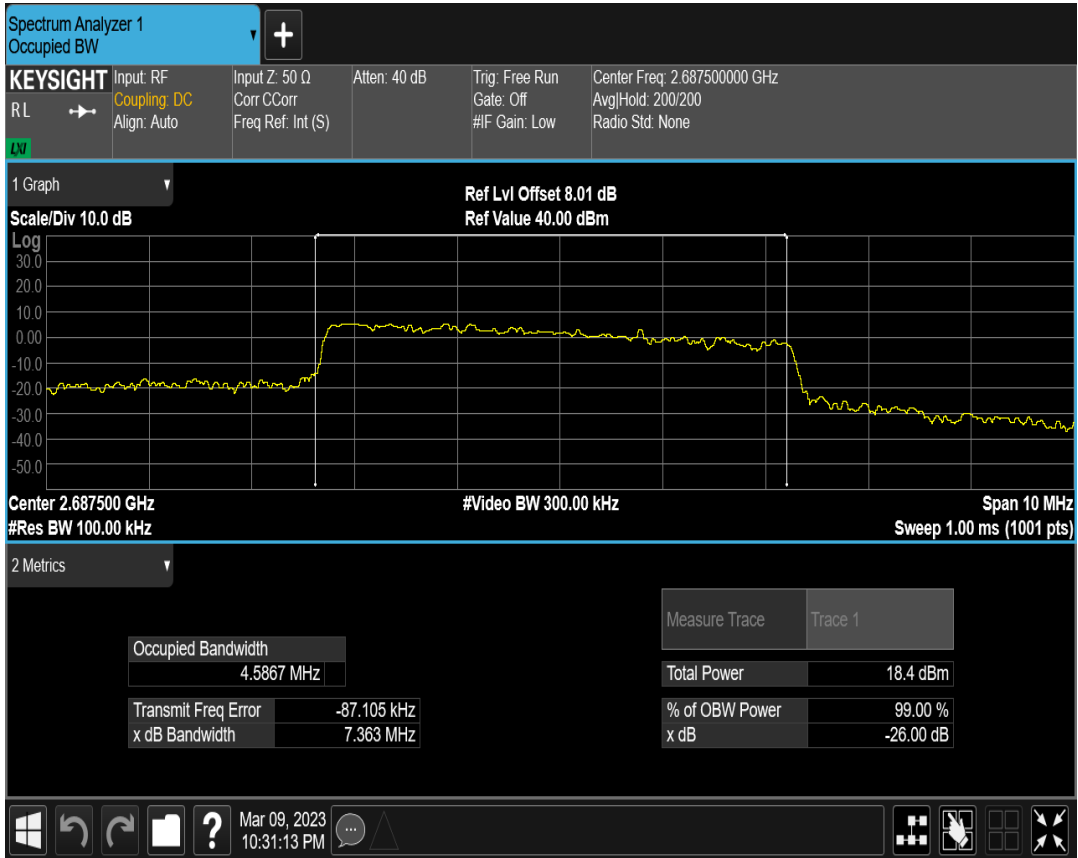 Spectrum Analyzer 1
Occupied BW
+
KEYSIGHT
RL
LXI
Input: RF
Coupling: DC
Align: Auto
Input Z: 50 Ω
Corr CCorr
Freq Ref: Int (S)
Atten: 40 dB
Trig: Free Run
Gate: Off
#IF Gain: Low
Center Freq: 2.687500000 GHz
Avg|Hold: 200/200
Radio Std: None
1 Graph
Scale/Div 10.0 dB
Ref Lvl Offset 8.01 dB
Ref Value 40.00 dBm
Log
30.0
20.0
10.0
0.00
-10.0
-20.0
-30.0
-40.0
-50.0
Center 2.687500 GHz
#Video BW 300.00 kHz
Span 10 MHz
#Res BW 100.00 kHz
Sweep 1.00 ms (1001 pts)
2 Metrics
Measure Trace Trace 1
Occupied Bandwidth
4.5867 MHz
Total Power 18.4 dBm
Transmit Freq Error -87.105 kHz
% of OBW Power 99.00 %
x dB Bandwidth 7.363 MHz
x dB -26.00 dB
?
Mar 09, 2023
10:31:13 PM